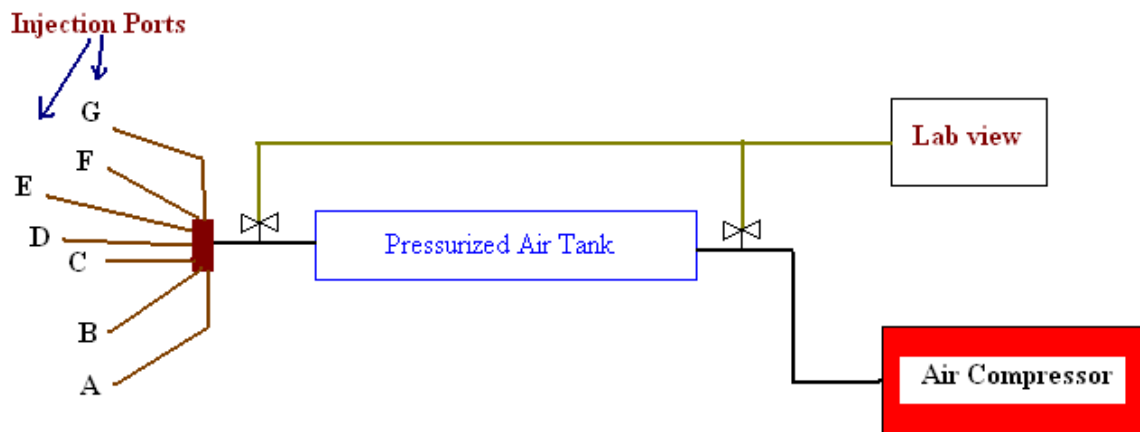 Injection Ports
G
F
E
D
C
B
A
Lab view
Pressurized Air Tank
Air Compressor